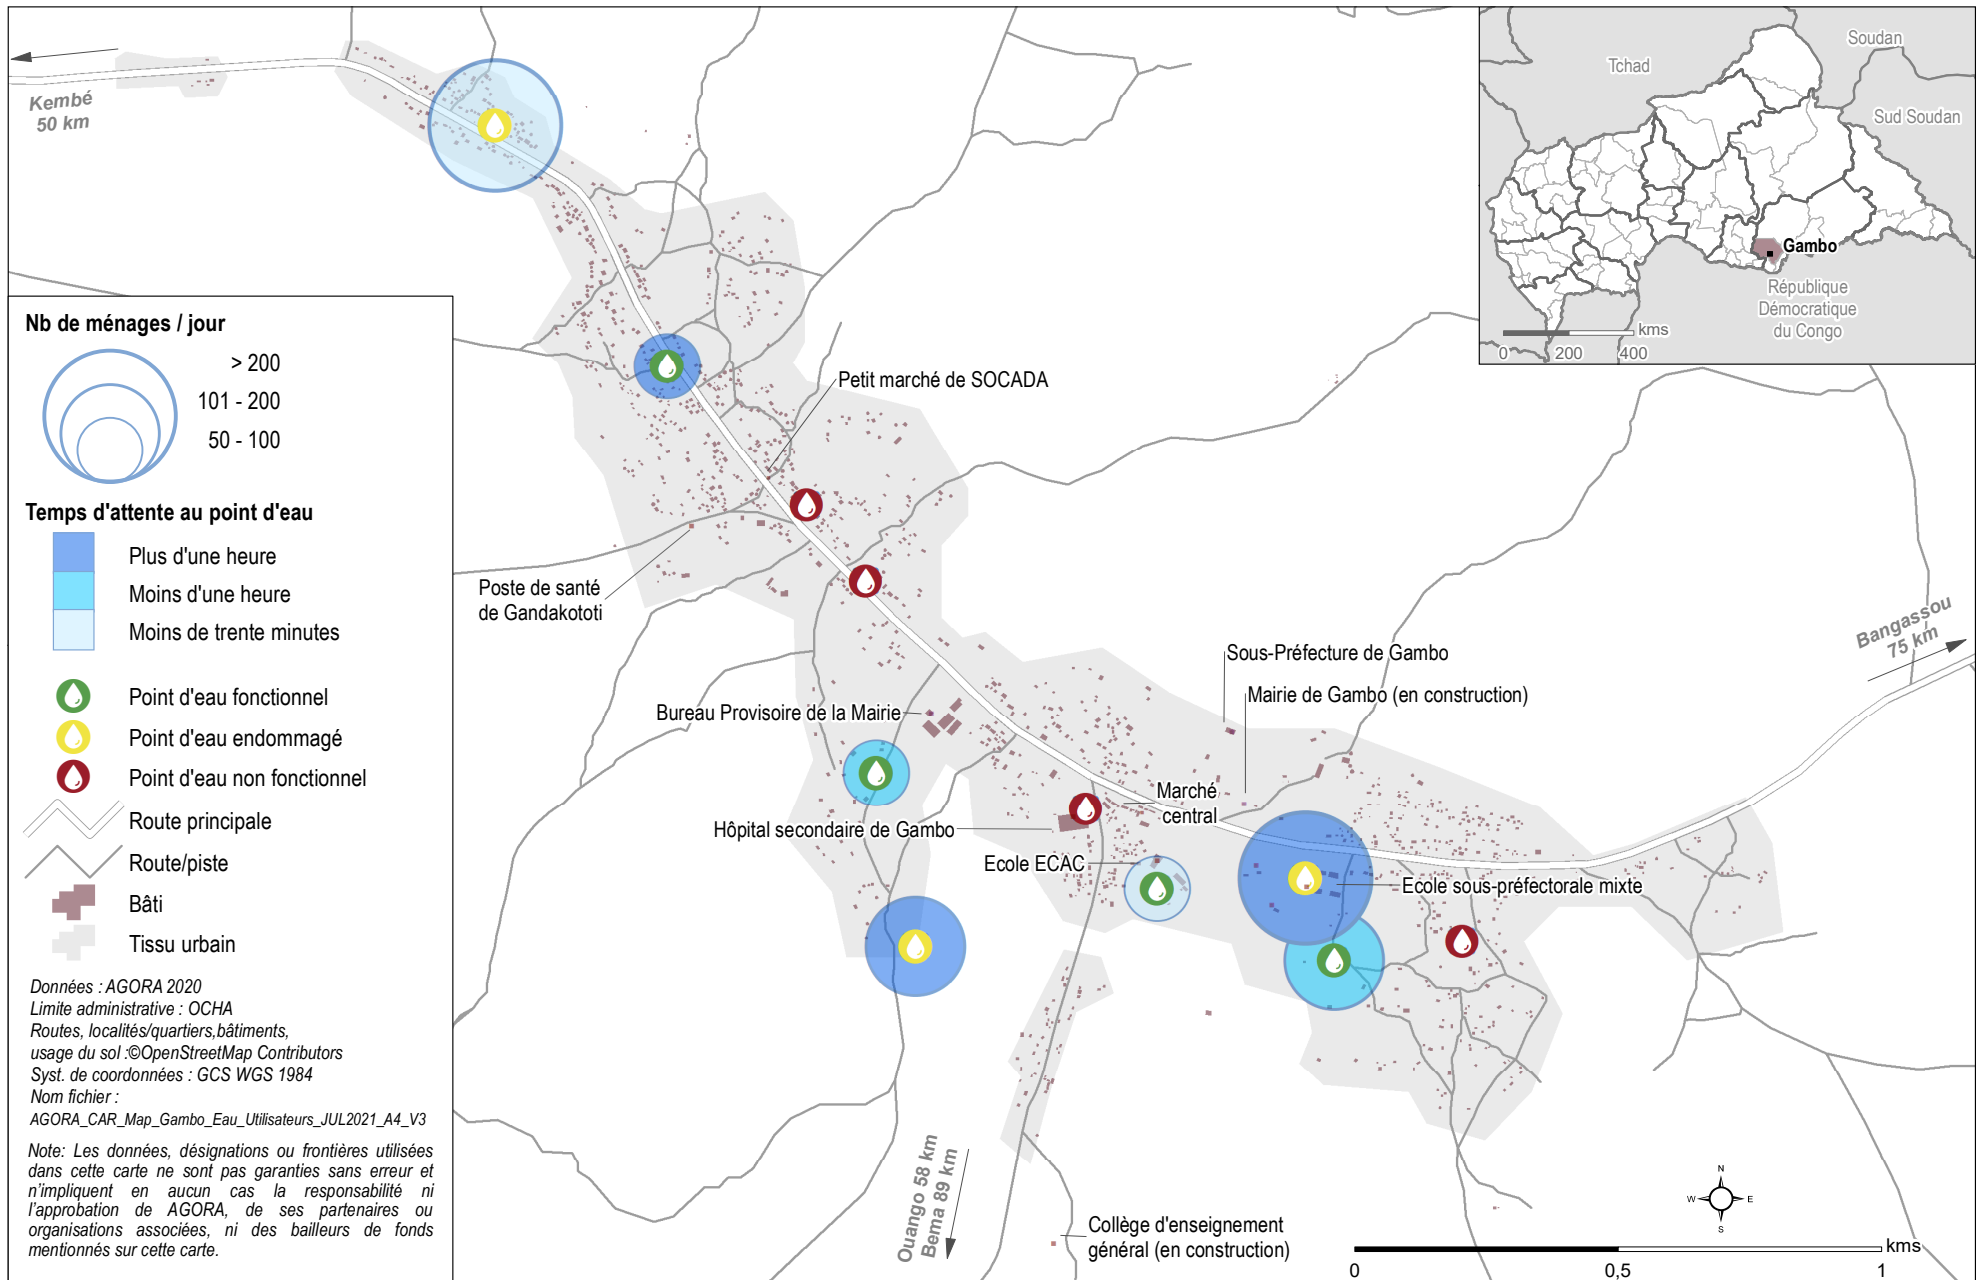 Kembé
50 km
Soudan
Tchad
Sud Soudan
Gambo
République
Démocratique
du Congo
kms
0 200 400
Nb de ménages / jour
> 200
101 - 200
50 - 100
Temps d'attente au point d'eau
Plus d'une heure
Moins d'une heure
Moins de trente minutes
Point d'eau fonctionnel
Point d'eau endommagé
Point d'eau non fonctionnel
Route principale
Route/piste
Bâti
Tissu urbain
Données : AGORA 2020
Limite administrative : OCHA
Routes, localités/quartiers,bâtiments,
usage du sol :©OpenStreetMap Contributors
Syst. de coordonnées : GCS WGS 1984
Nom fichier :
AGORA_CAR_Map_Gambo_Eau_Utilisateurs_JUL2021_A4_V3
Note: Les données, désignations ou frontières utilisées
dans cette carte ne sont pas garanties sans erreur et
n'impliquent en aucun cas la responsabilité ni
l'approbation de AGORA, de ses partenaires ou
organisations associées, ni des bailleurs de fonds
mentionnés sur cette carte.
Petit marché de SOCADA
Poste de santé
de Gandakototi
Bangassou
75 km
Sous-Préfecture de Gambo
Mairie de Gambo (en construction)
Bureau Provisoire de la Mairie
Marché
central
Hôpital secondaire de Gambo
Ecole ECAC
Ecole sous-préfectorale mixte
Ouango 58 km
Bema 89 km
Collège d'enseignement
général (en construction)
N
W E
S
kms
0 0,5 1